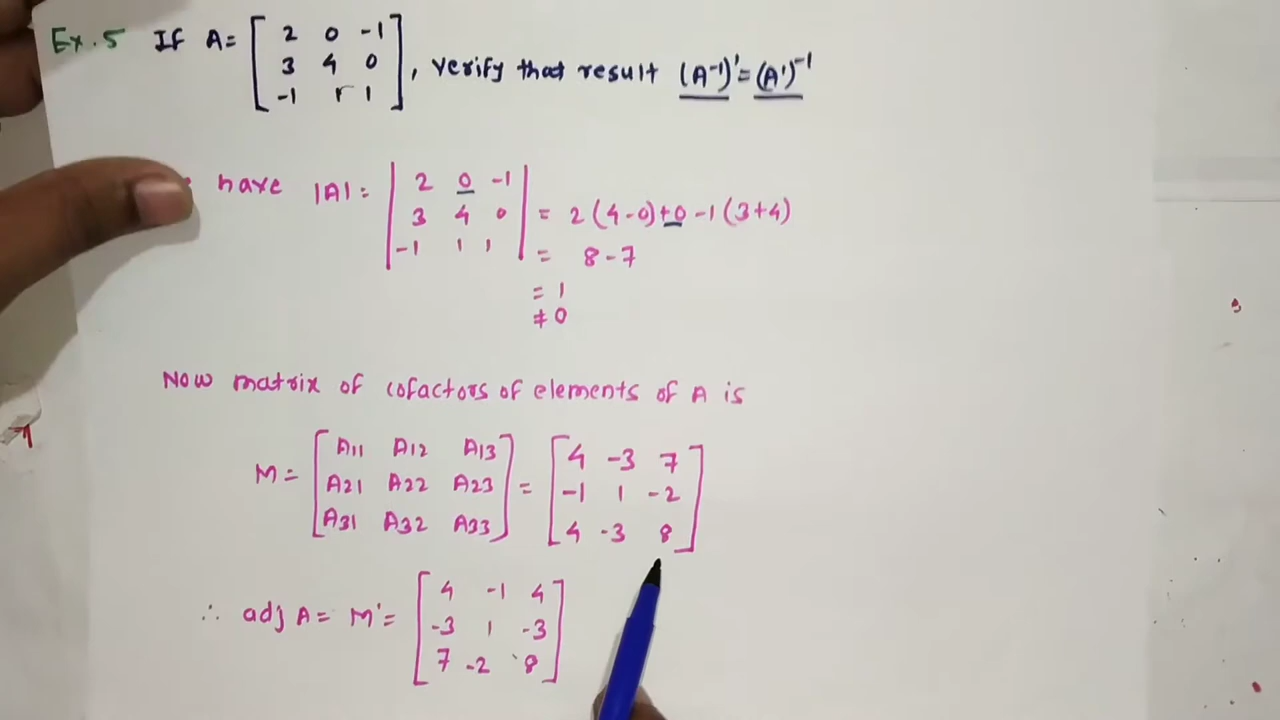 Ex.5 If A = [ 2 0 -1
3 4 0
-1 r 1 ], verify that result (A⁻¹)' = (A')⁻¹
have |A| = | 2 0 -1
3 4 0
-1 1 1 | = 2(4-0)+0-1(3+4)
= 8-7
= 1
≠ 0
Now matrix of cofactors of elements of A is
M = [ A11 A12 A13
A21 A22 A23
A31 A32 A33 ] = [ 4 -3 7
-1 1 -2
4 -3 8 ]
∴ adj A = M' = [ 4 -1 4
-3 1 -3
7 -2 8 ]